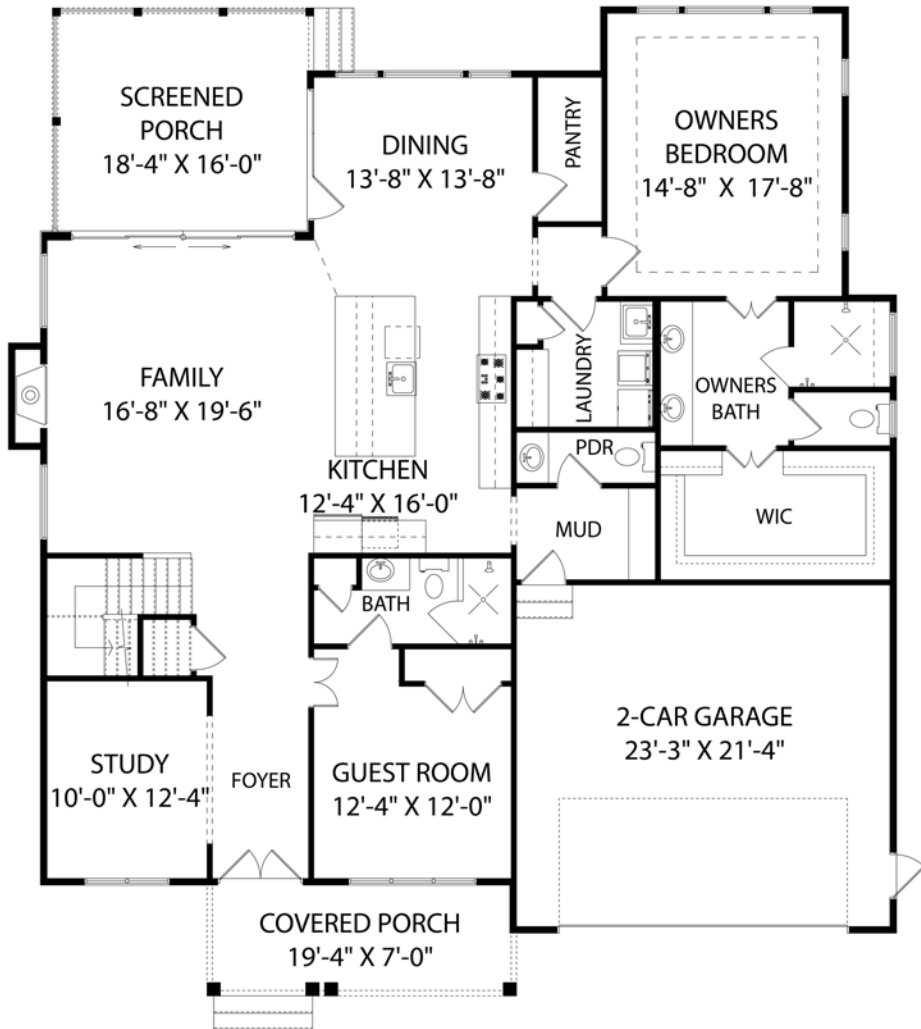 SCREENED
PORCH
18'-4" X 16'-0"
DINING
13'-8" X 13'-8"
PANTRY
OWNERS
BEDROOM
14'-8" X 17'-8"
FAMILY
16'-8" X 19'-6"
KITCHEN
12'-4" X 16'-0"
LAUNDRY
OWNERS
BATH
PDR
MUD
WIC
BATH
STUDY
10'-0" X 12'-4"
FOYER
GUEST ROOM
12'-4" X 12'-0"
2-CAR GARAGE
23'-3" X 21'-4"
COVERED PORCH
19'-4" X 7'-0"